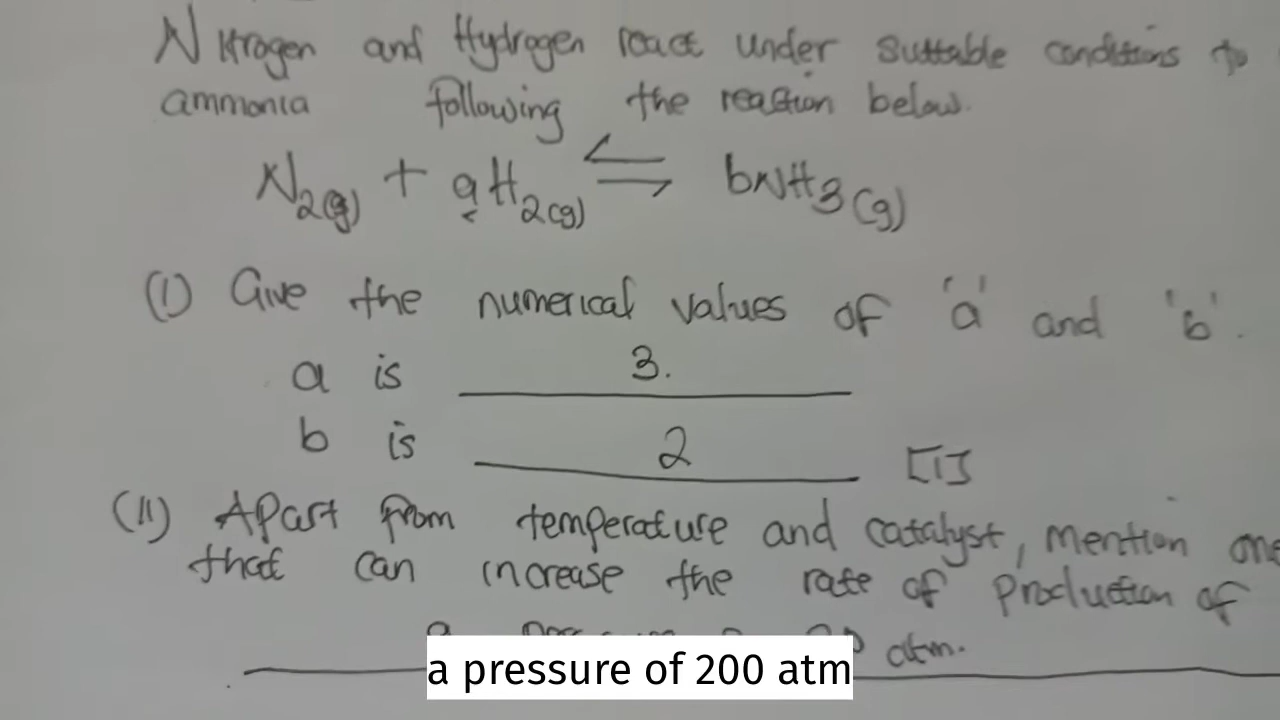 Nitrogen and Hydrogen react under suitable conditions to
ammonia following the reaction below.
N2(g) + aH2(g) ⇌ bNH3(g)
(I) Give the numerical values of 'a' and 'b'.
a is 3.
b is 2 [1]
(II) Apart from temperature and catalyst, mention one
that can increase the rate of production of
atm.
a pressure of 200 atm